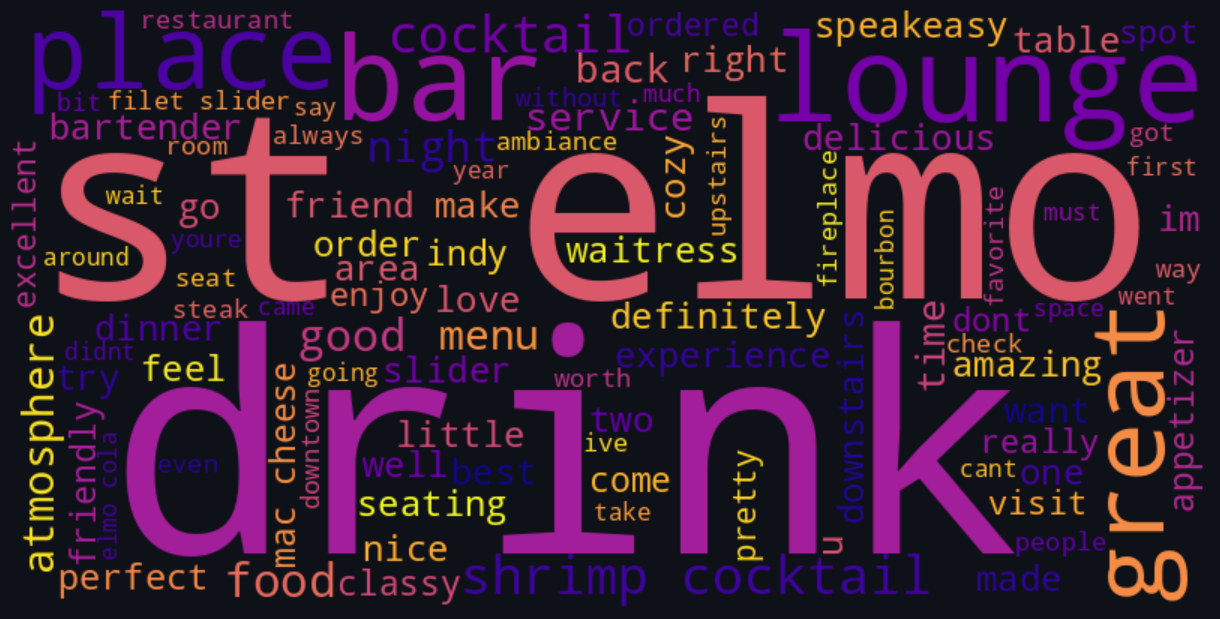 restaurant
place
bar
cocktail
ordered
speakeasy
table
spot
lounge
back
right
bit
filet slider
say
without
much
service
bartender
always
room
night
ambiance
year
cozy
upstairs
delicious
got
first
excellent
wait
st elmo
go
friend
make
fireplace
bourbon
favorite
must
im
youre
around
order
indy
waitress
seat
area
way
steak
came
enjoy
love
went
space
dinner
good
menu
definitely
time
dont
check
great
atmosphere
didnt
try
feel
going
slider
experience
worth
downstairs
amazing
appetizer
drink
friendly
elmo cola
even
mac cheese
downtown
little
well
best
two
ive
want
really
cant
one
seating
come
take
pretty
visit
nice
u
people
perfect
food
classy
shrimp cocktail
made